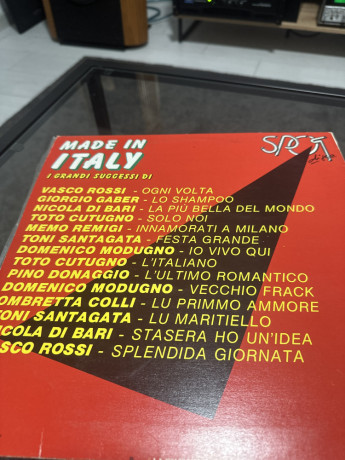 MADE IN
ITALY
I GRANDI SUCCESSI DI
SPOT
VASCO ROSSI - OGNI VOLTA
GIORGIO GABER - LO SHAMPOO
NICOLA DI BARI - LA PIÙ BELLA DEL MONDO
TOTO CUTUGNO - SOLO NOI
MEMO REMIGI - INNAMORATI A MILANO
TONI SANTAGATA - FESTA GRANDE
DOMENICO MODUGNO - IO VIVO QUI
TOTO CUTUGNO - L'ITALIANO
PINO DONAGGIO - L'ULTIMO ROMANTICO
DOMENICO MODUGNO - VECCHIO FRACK
OMBRETTA COLLI - LU PRIMMO AMMORE
TONI SANTAGATA - LU MARITIELLO
COLA DI BARI - STASERA HO UN'IDEA
SCO ROSSI - SPLENDIDA GIORNATA